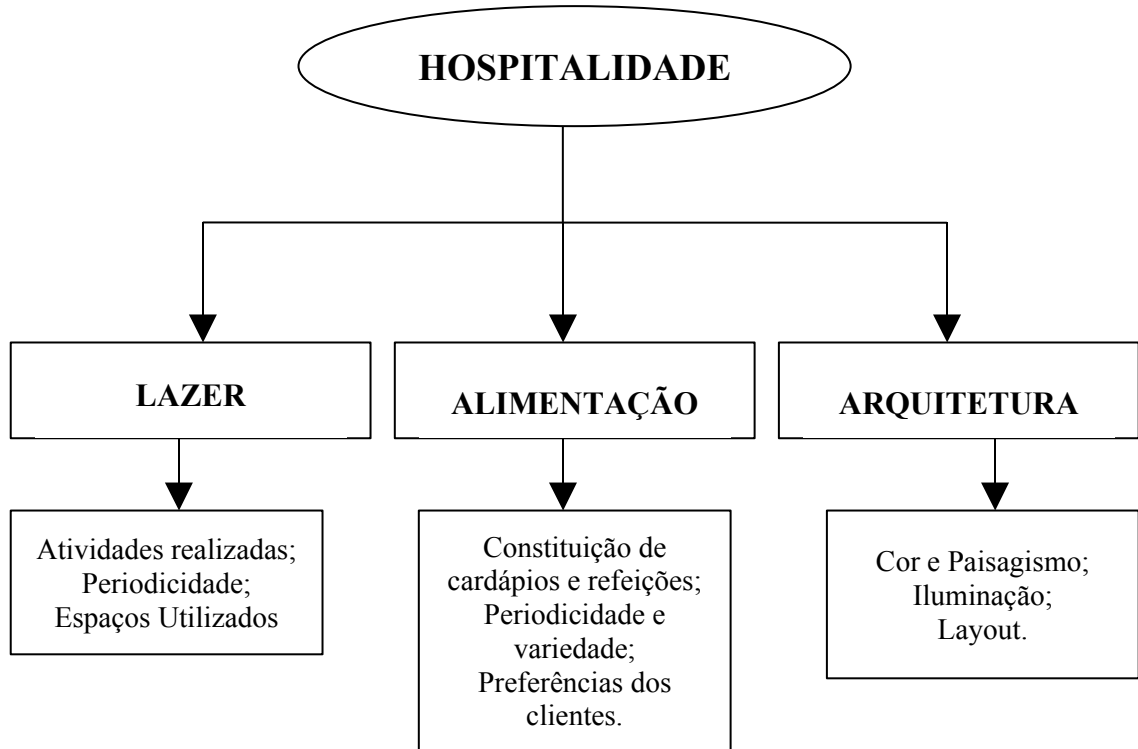 HOSPITALIDADE
LAZER
ALIMENTAÇÃO
ARQUITETURA
Atividades realizadas;
Periodicidade;
Espaços Utilizados
Constituição de
cardápios e refeições;
Periodicidade e
variedade;
Preferências dos
clientes.
Cor e Paisagismo;
Iluminação;
Layout.